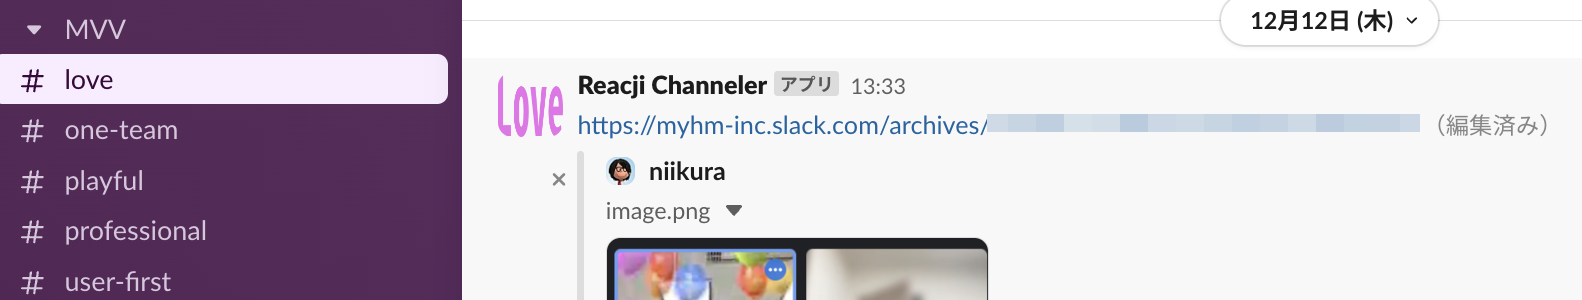 MVV
# love
# one-team
# playful
# professional
# user-first
12月12日 (木)
Love
Reacji Channeler アプリ 13:33
https://myhm-inc.slack.com/archives/
（編集済み）
× niikura
image.png